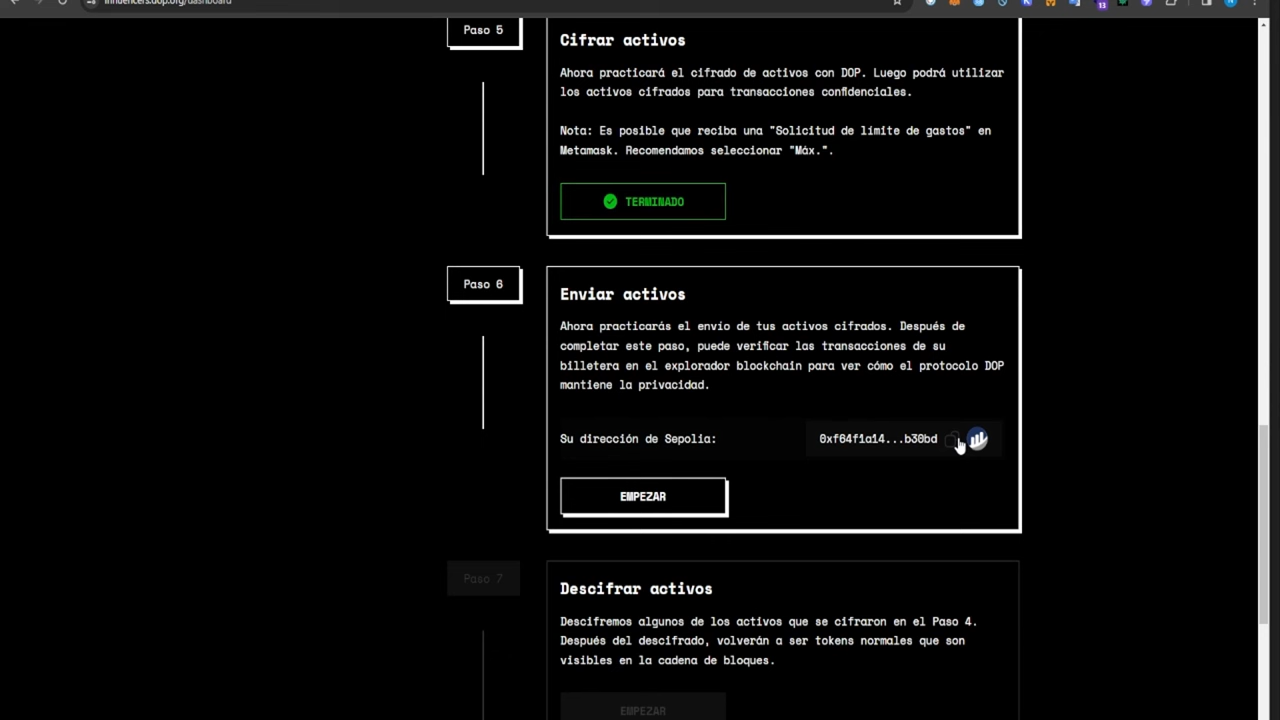 influencers.dop.org/dashboard
13
Paso 5
Cifrar activos
Ahora practicará el cifrado de activos con DOP. Luego podrá utilizar
los activos cifrados para transacciones confidenciales.
Nota: Es posible que reciba una "Solicitud de límite de gastos" en
Metamask. Recomendamos seleccionar "Máx.".
TERMINADO
Paso 6
Enviar activos
Ahora practicarás el envío de tus activos cifrados. Después de
completar este paso, puede verificar las transacciones de su
billetera en el explorador blockchain para ver cómo el protocolo DOP
mantiene la privacidad.
Su dirección de Sepolia:
0xf64f1a14...b30bd
EMPEZAR
Paso 7
Descifrar activos
Descifremos algunos de los activos que se cifraron en el Paso 4.
Después del descifrado, volverán a ser tokens normales que son
visibles en la cadena de bloques.
EMPEZAR